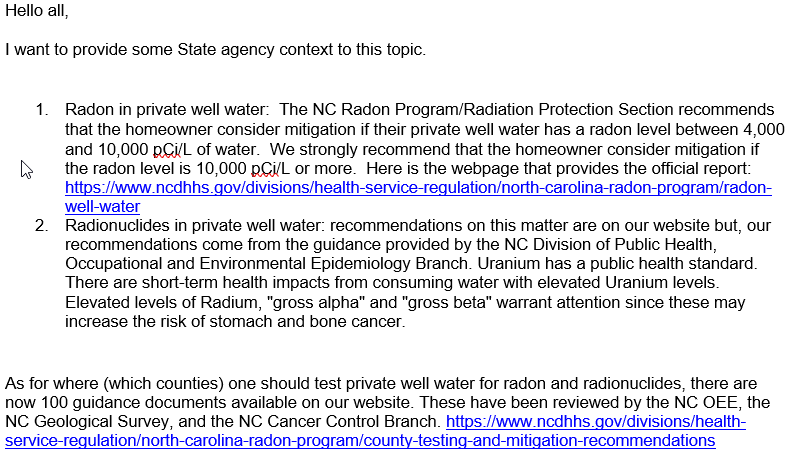 Hello all,
I want to provide some State agency context to this topic.
1. Radon in private well water:  The NC Radon Program/Radiation Protection Section recommends
that the homeowner consider mitigation if their private well water has a radon level between 4,000
and 10,000 pCi/L of water.  We strongly recommend that the homeowner consider mitigation if
the radon level is 10,000 pCi/L or more.  Here is the webpage that provides the official report:
https://www.ncdhhs.gov/divisions/health-service-regulation/north-carolina-radon-program/radon-
well-water
2. Radionuclides in private well water: recommendations on this matter are on our website but, our
recommendations come from the guidance provided by the NC Division of Public Health,
Occupational and Environmental Epidemiology Branch. Uranium has a public health standard.
There are short-term health impacts from consuming water with elevated Uranium levels.
Elevated levels of Radium, "gross alpha" and "gross beta" warrant attention since these may
increase the risk of stomach and bone cancer.
As for where (which counties) one should test private well water for radon and radionuclides, there are
now 100 guidance documents available on our website. These have been reviewed by the NC OEE, the
NC Geological Survey, and the NC Cancer Control Branch. https://www.ncdhhs.gov/divisions/health-
service-regulation/north-carolina-radon-program/county-testing-and-mitigation-recommendations